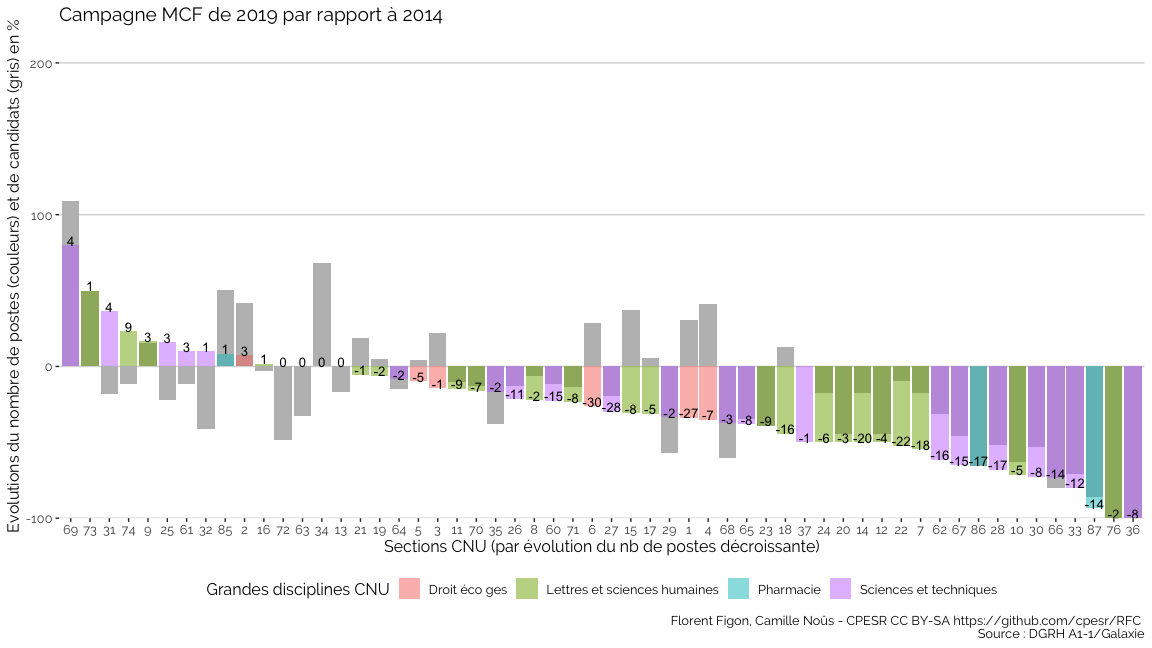 Campagne MCF de 2019 par rapport à 2014
Evolutions du nombre de postes (couleurs) et de candidats (gris) en %
200
100
0
-100
4 1 4 9 3 3 3 1 1 3 1 0 0 0 0 -1 -2 -2 -5 -1 -9 -7 -2 -11 -2 -15 -8 -30 -28 -8 -5 -2 -27 -7 -3 -8 -9 -16 -1 -6 -3 -20 -4 -22 -18 -16 -15 -17 -17 -5 -8 -14 -12 -14 -2 -8
69 73 31 74 9 25 61 32 85 2 16 72 63 34 13 21 19 64 5 3 11 70 35 26 8 60 71 6 27 15 17 29 1 4 68 65 23 18 37 24 20 14 12 22 7 62 67 86 28 10 30 66 33 87 76 36
Sections CNU (par évolution du nb de postes décroissante)
Grandes disciplines CNU Droit éco ges Lettres et sciences humaines Pharmacie Sciences et techniques
Florent Figon, Camille Noûs - CPESR CC BY-SA https://github.com/cpesr/RFC
Source : DGRH A1-1/Galaxie